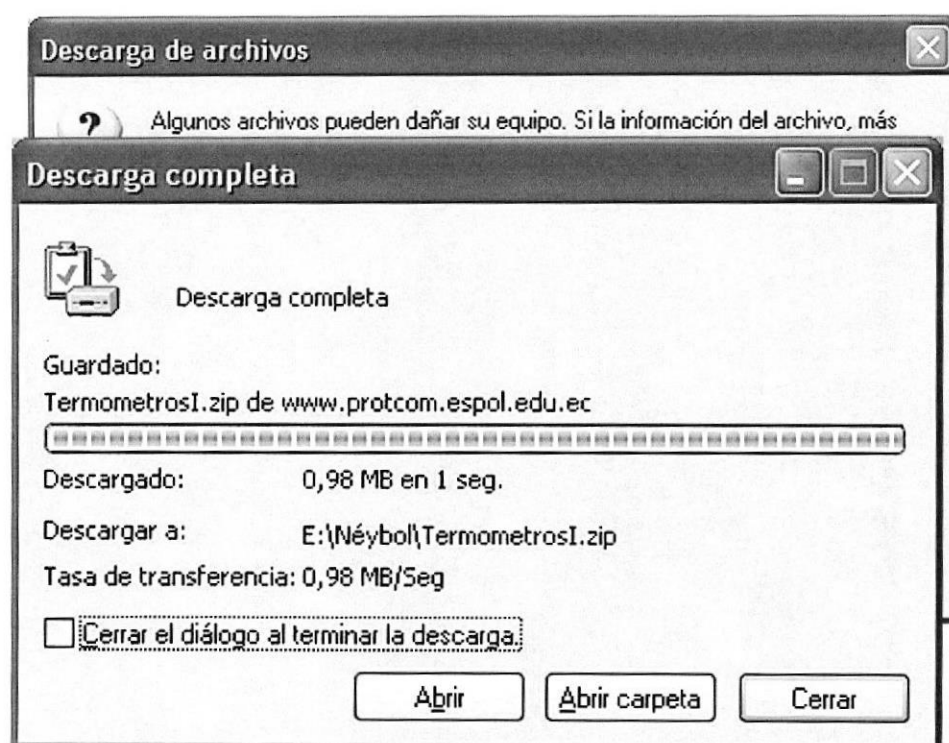 Descarga de archivos
? Algunos archivos pueden dañar su equipo. Si la información del archivo, más
Descarga completa
Descarga completa
Guardado:
TermometrosI.zip de www.protcom.espol.edu.ec
Descargado: 0,98 MB en 1 seg.
Descargar a: E:\Néybol\TermometrosI.zip
Tasa de transferencia: 0,98 MB/Seg
Cerrar el diálogo al terminar la descarga.
Abrir Abrir carpeta Cerrar